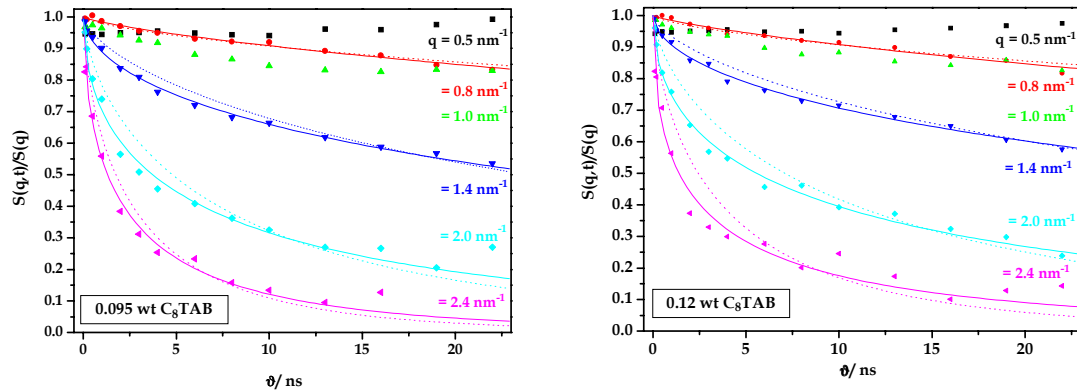 S(q,t)/S(q)
1.0
0.9
0.8
0.7
0.6
0.5
0.4
0.3
0.2
0.1
0.0
q = 0.5 nm⁻¹
= 0.8 nm⁻¹
= 1.0 nm⁻¹
= 1.4 nm⁻¹
= 2.0 nm⁻¹
= 2.4 nm⁻¹
0.095 wt C₈TAB
0 5 10 15 20
ϑ/ ns
S(q,t)/S(q)
1.0
0.9
0.8
0.7
0.6
0.5
0.4
0.3
0.2
0.1
0.0
q = 0.5 nm⁻¹
= 0.8 nm⁻¹
= 1.0 nm⁻¹
= 1.4 nm⁻¹
= 2.0 nm⁻¹
= 2.4 nm⁻¹
0.12 wt C₈TAB
0 5 10 15 20
ϑ/ ns